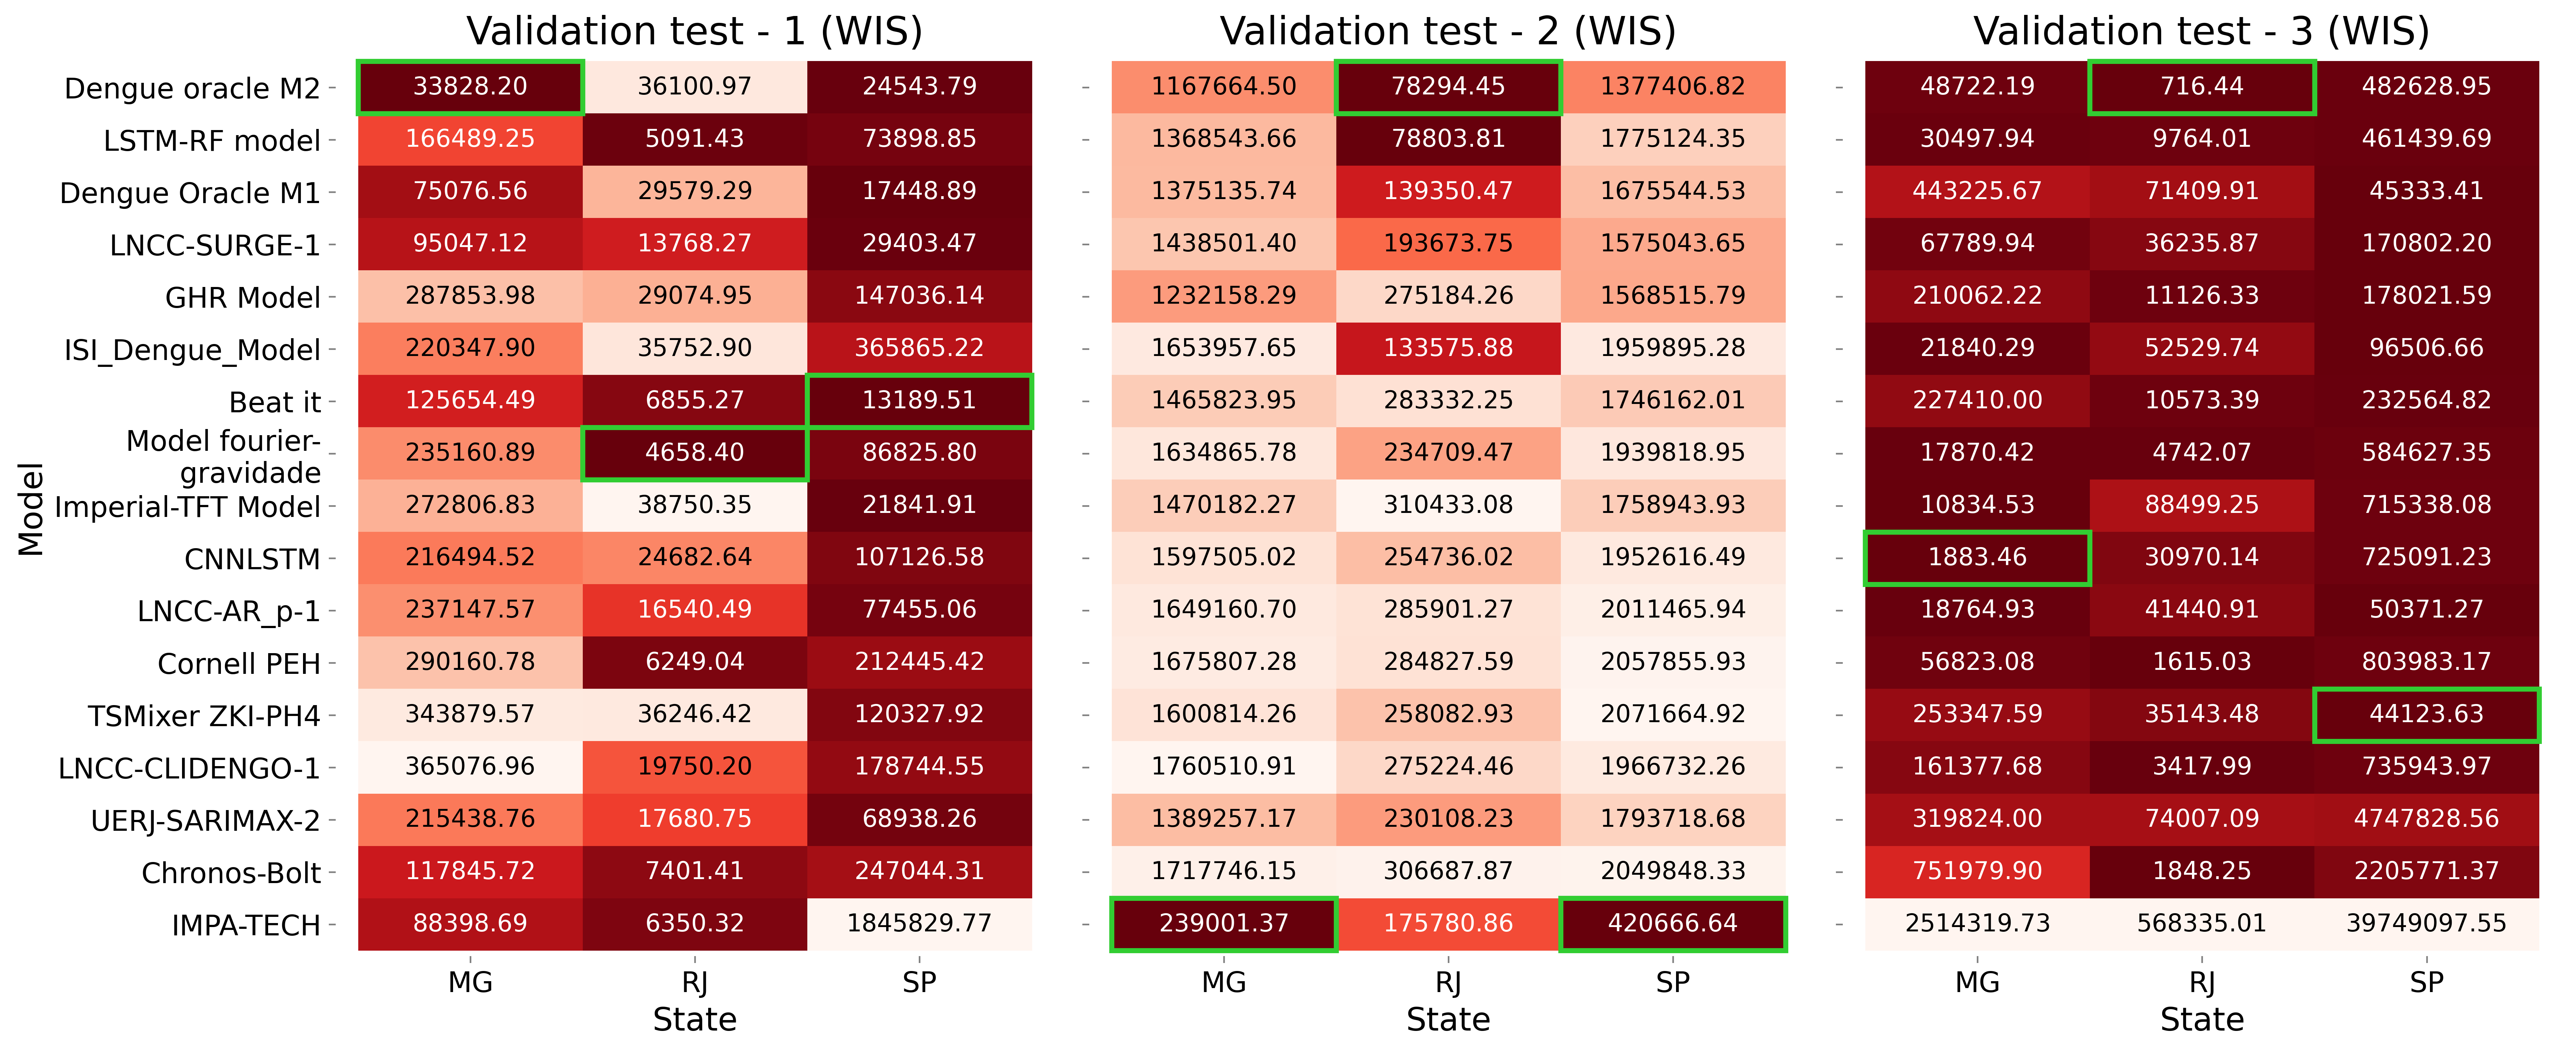 Validation test - 1 (WIS) Validation test - 2 (WIS) Validation test - 3 (WIS)
Dengue oracle M2 33828.20 36100.97 24543.79 1167664.50 78294.45 1377406.82 48722.19 716.44 482628.95
LSTM-RF model 166489.25 5091.43 73898.85 1368543.66 78803.81 1775124.35 30497.94 9764.01 461439.69
Dengue Oracle M1 75076.56 29579.29 17448.89 1375135.74 139350.47 1675544.53 443225.67 71409.91 45333.41
LNCC-SURGE-1 95047.12 13768.27 29403.47 1438501.40 193673.75 1575043.65 67789.94 36235.87 170802.20
GHR Model 287853.98 29074.95 147036.14 1232158.29 275184.26 1568515.79 210062.22 11126.33 178021.59
ISI_Dengue_Model 220347.90 35752.90 365865.22 1653957.65 133575.88 1959895.28 21840.29 52529.74 96506.66
Beat it 125654.49 6855.27 13189.51 1465823.95 283332.25 1746162.01 227410.00 10573.39 232564.82
Model fourier-
gravidade 235160.89 4658.40 86825.80 1634865.78 234709.47 1939818.95 17870.42 4742.07 584627.35
Imperial-TFT Model 272806.83 38750.35 21841.91 1470182.27 310433.08 1758943.93 10834.53 88499.25 715338.08
CNNLSTM 216494.52 24682.64 107126.58 1597505.02 254736.02 1952616.49 1883.46 30970.14 725091.23
LNCC-AR_p-1 237147.57 16540.49 77455.06 1649160.70 285901.27 2011465.94 18764.93 41440.91 50371.27
Cornell PEH 290160.78 6249.04 212445.42 1675807.28 284827.59 2057855.93 56823.08 1615.03 803983.17
TSMixer ZKI-PH4 343879.57 36246.42 120327.92 1600814.26 258082.93 2071664.92 253347.59 35143.48 44123.63
LNCC-CLIDENGO-1 365076.96 19750.20 178744.55 1760510.91 275224.46 1966732.26 161377.68 3417.99 735943.97
UERJ-SARIMAX-2 215438.76 17680.75 68938.26 1389257.17 230108.23 1793718.68 319824.00 74007.09 4747828.56
Chronos-Bolt 117845.72 7401.41 247044.31 1717746.15 306687.87 2049848.33 751979.90 1848.25 2205771.37
IMPA-TECH 88398.69 6350.32 1845829.77 239001.37 175780.86 420666.64 2514319.73 568335.01 39749097.55
Model
MG RJ SP MG RJ SP MG RJ SP
State State State